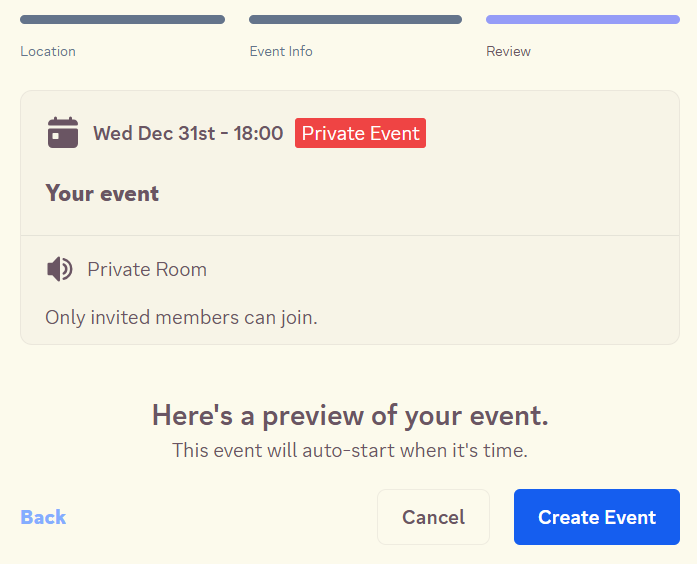 Location Event Info Review
Wed Dec 31st - 18:00 Private Event
Your event
Private Room
Only invited members can join.
Here's a preview of your event.
This event will auto-start when it's time.
Back Cancel Create Event